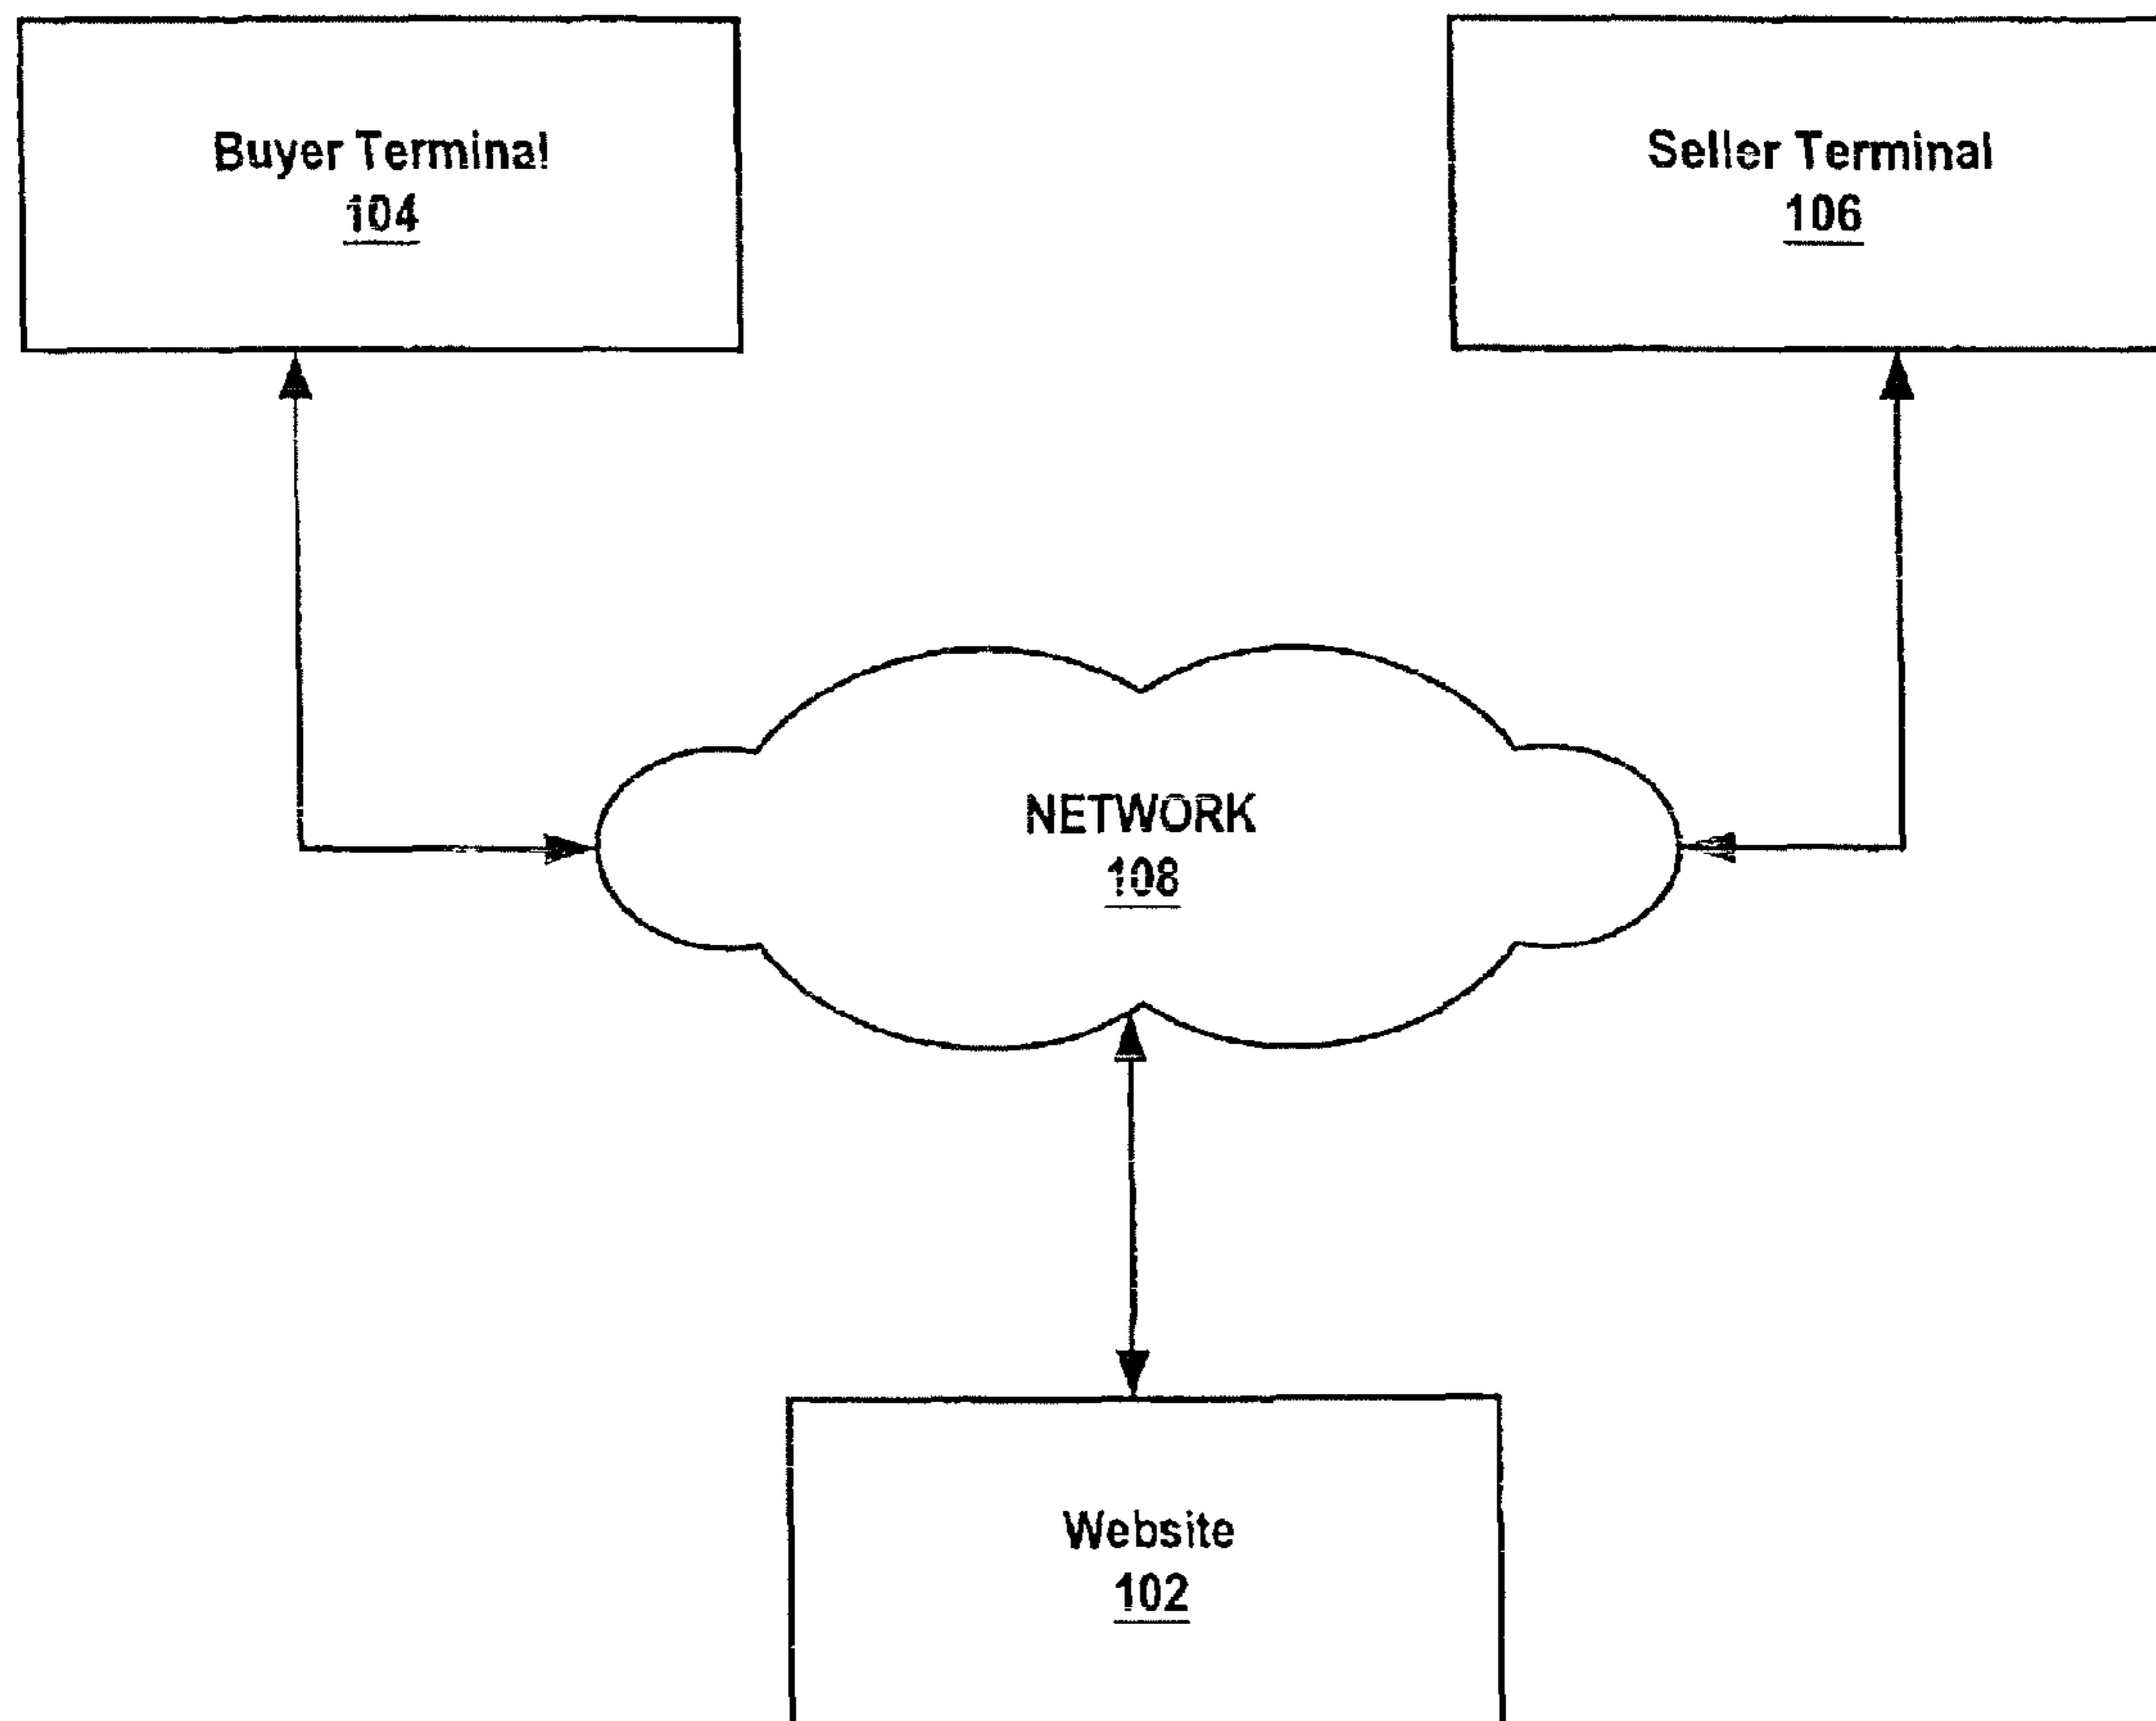 Buyer Terminal
104
Seller Terminal
106
NETWORK
108
Website
102